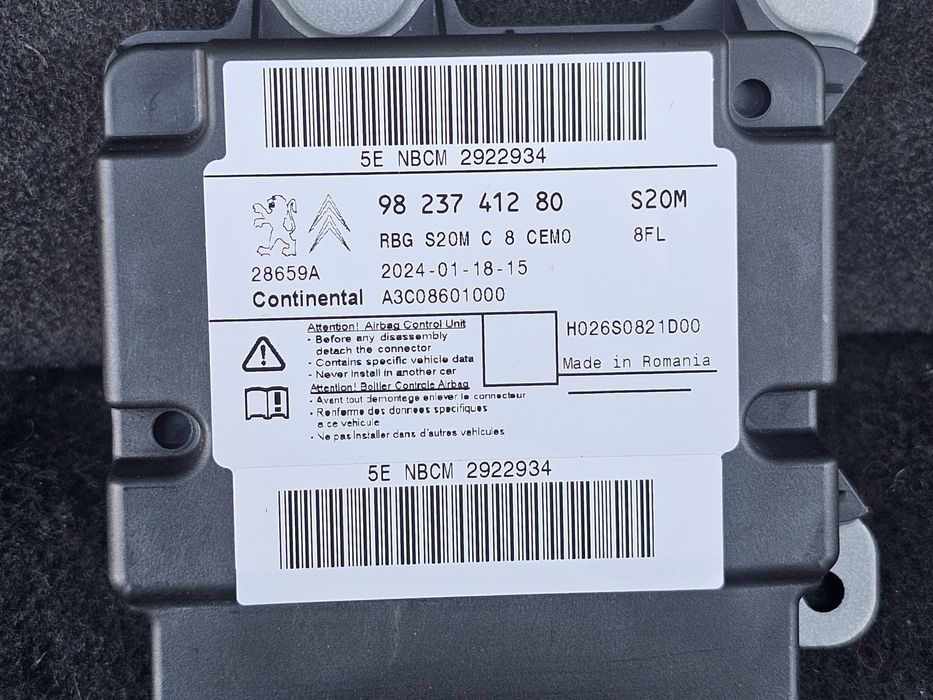 5E NBCM 2922934
98 237 412 80 S20M
RBG S20M C 8 CEMO 8FL
28659A 2024-01-18-15
Continental A3C08601000
Attention! Airbag Control Unit
- Before any disassembly
detach the connector
- Contains specific vehicle data
- Never install in another car
H026S0821D00
Made in Romania
Attention! Boitier Controle Airbag
- Avant tout demontage enlever le connecteur
- Renferme des donnees specifiques
a ce vehicule
- Ne pas installer dans d'autres vehicules
5E NBCM 2922934